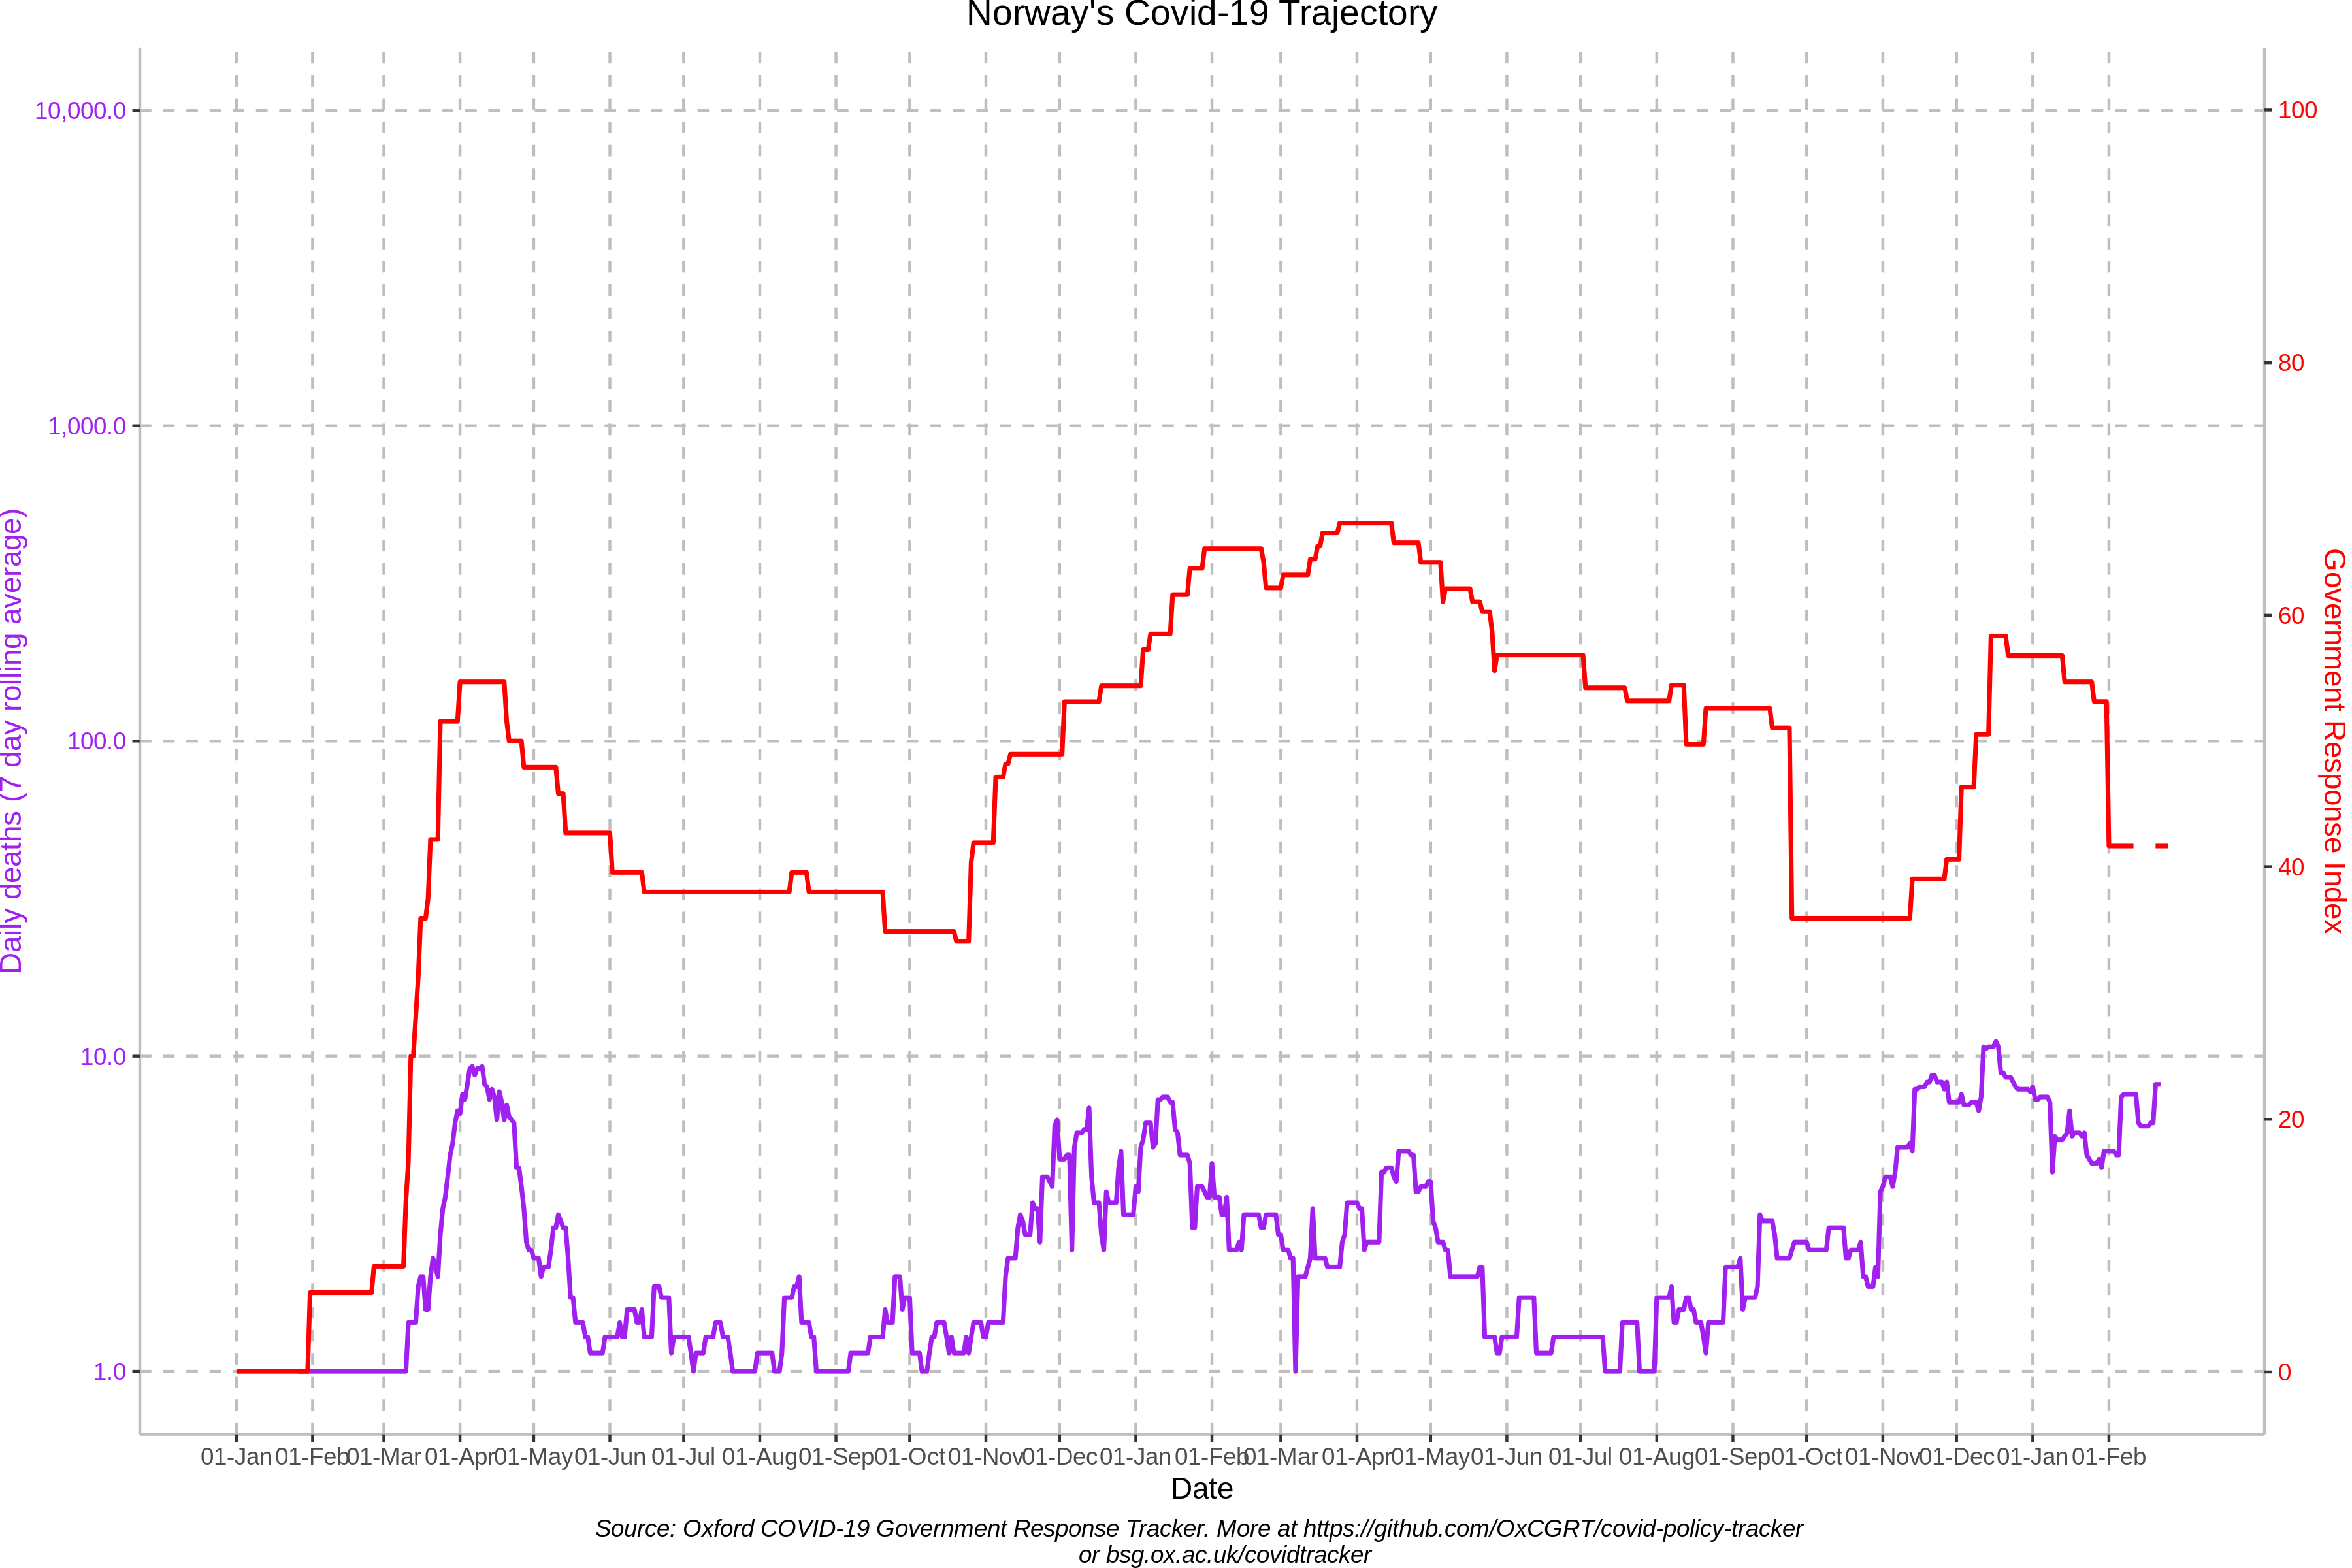 Norway's Covid-19 Trajectory
10,000.0
1,000.0
100.0
10.0
1.0
Daily deaths (7 day rolling average)
100
80
60
40
20
0
Government Response Index
01-Jan 01-Feb 01-Mar 01-Apr 01-May 01-Jun 01-Jul 01-Aug 01-Sep 01-Oct 01-Nov 01-Dec 01-Jan 01-Feb 01-Mar 01-Apr 01-May 01-Jun 01-Jul 01-Aug 01-Sep 01-Oct 01-Nov 01-Dec 01-Jan 01-Feb
Date
Source: Oxford COVID-19 Government Response Tracker. More at https://github.com/OxCGRT/covid-policy-tracker
or bsg.ox.ac.uk/covidtracker